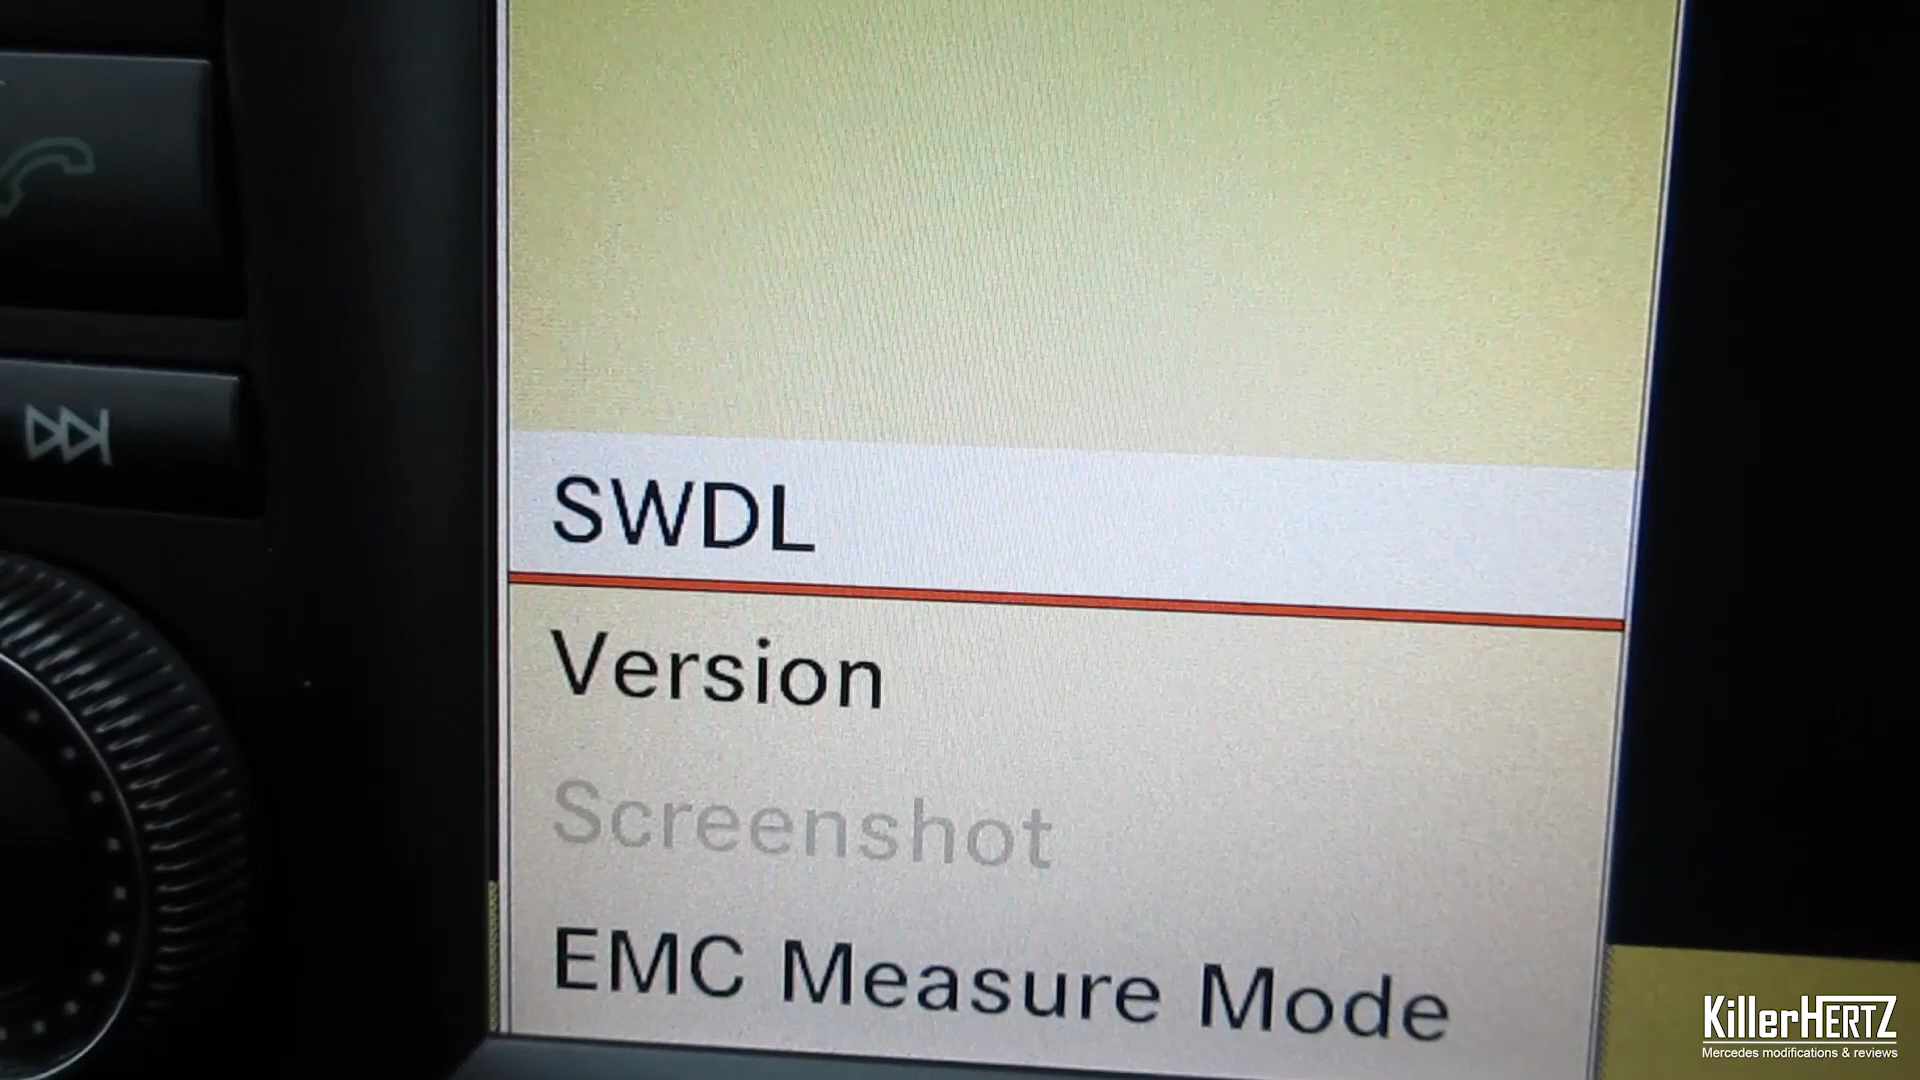 SWDL
Version
Screenshot
EMC Measure Mode
KillerHERTZ
Mercedes modifications & reviews